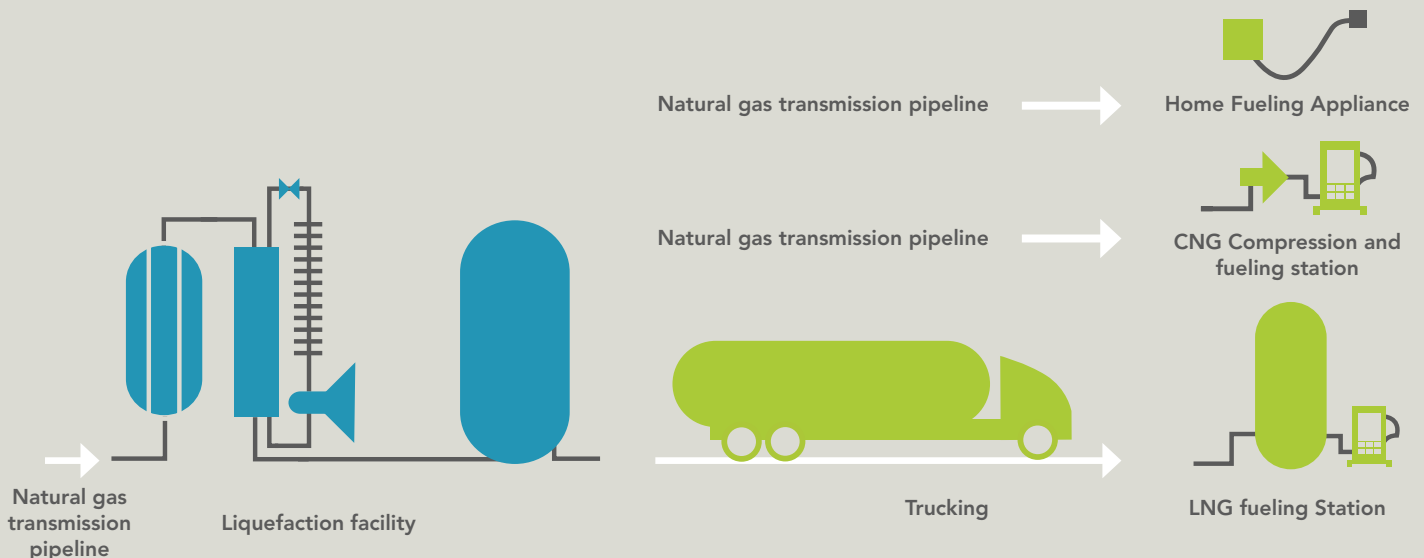 Natural gas transmission pipeline
Home Fueling Appliance
Natural gas transmission pipeline
CNG Compression and
fueling station
Natural gas
transmission
pipeline
Liquefaction facility
Trucking
LNG fueling Station